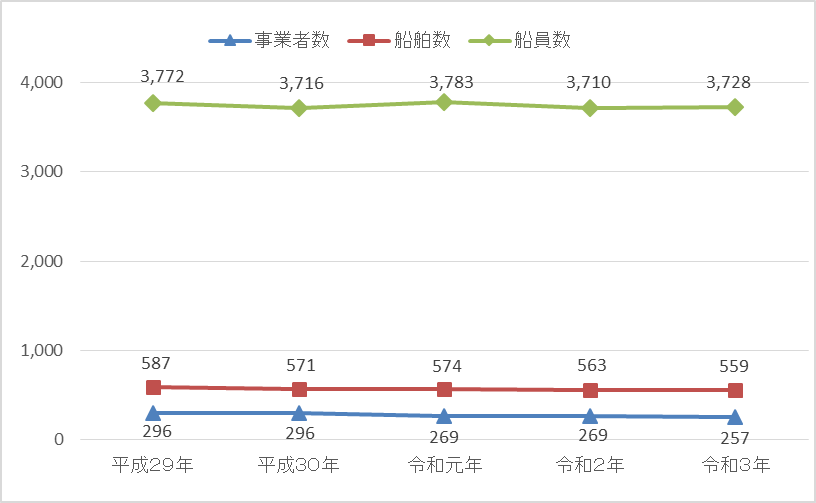 事業者数 船舶数 船員数
4,000
3,000
2,000
1,000
0
3,772 3,716 3,783 3,710 3,728
587 571 574 563 559
296 296 269 269 257
平成29年 平成30年 令和元年 令和2年 令和3年